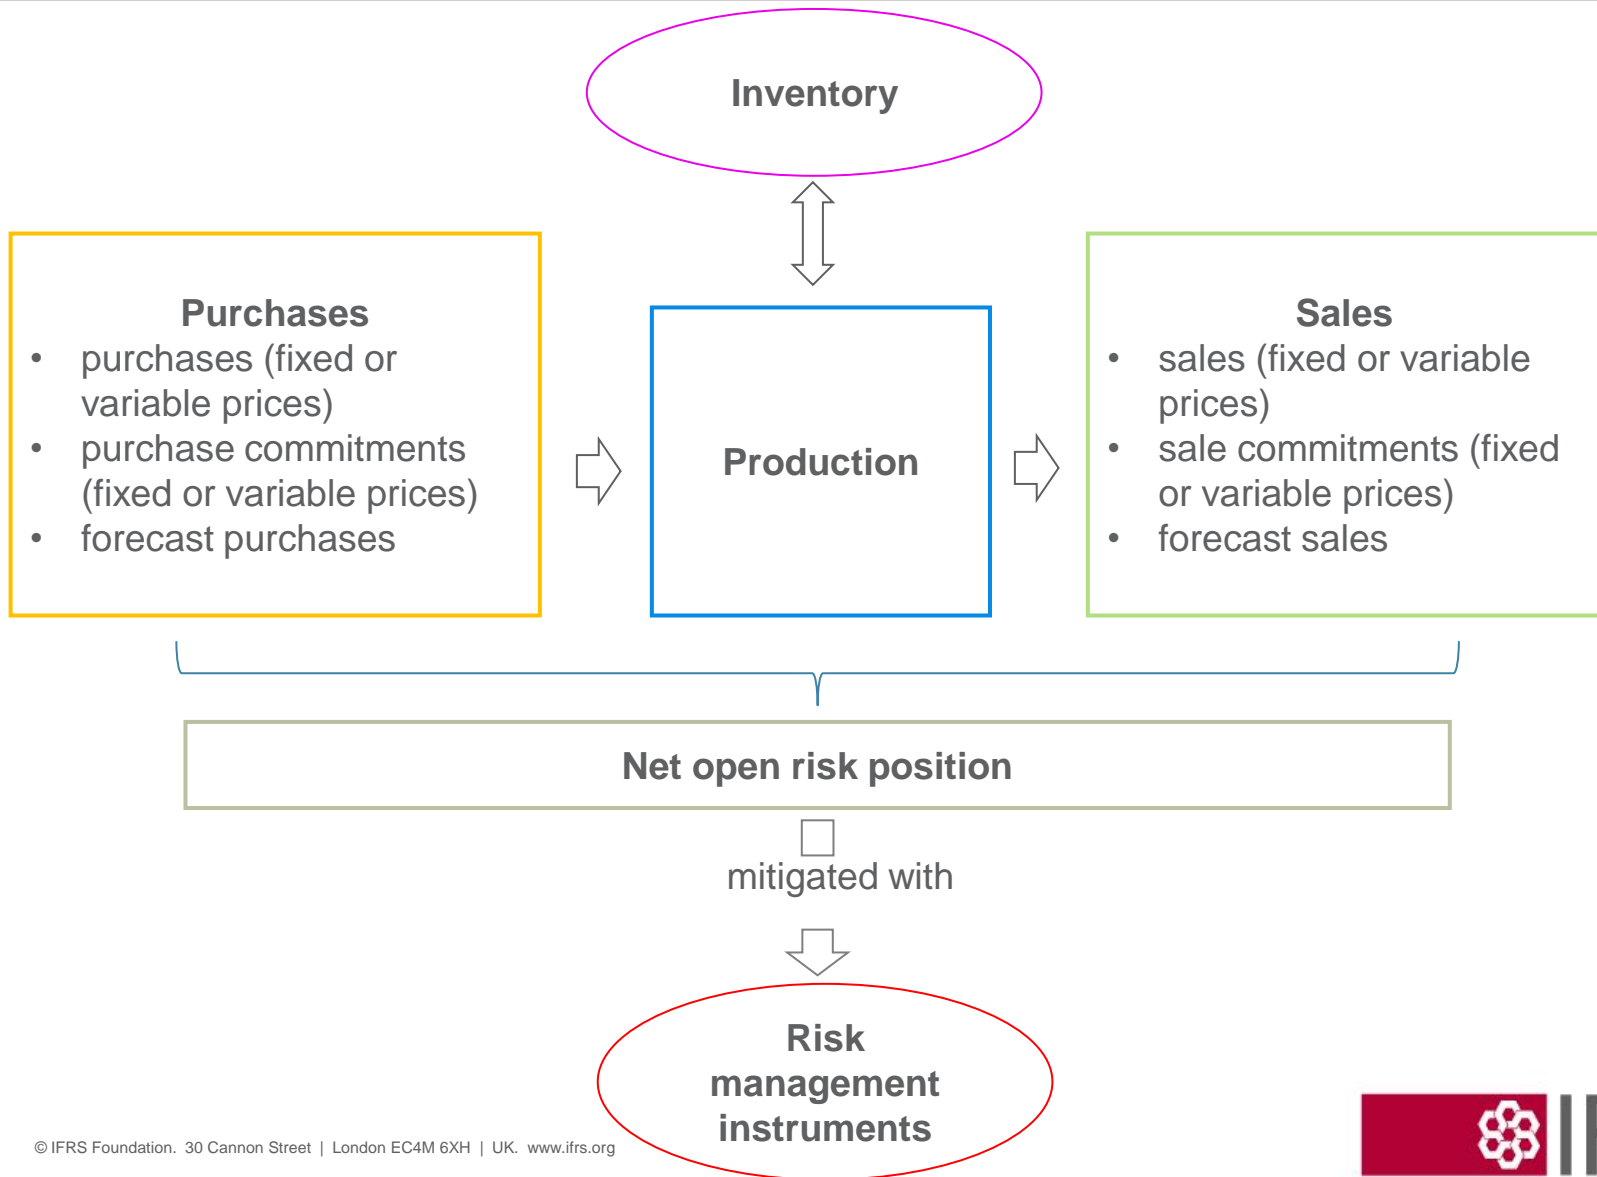 Inventory
Purchases
• purchases (fixed or
variable prices)
• purchase commitments
(fixed or variable prices)
• forecast purchases
Production
Sales
• sales (fixed or variable
prices)
• sale commitments (fixed
or variable prices)
• forecast sales
Net open risk position
mitigated with
Risk
management
instruments
© IFRS Foundation. 30 Cannon Street | London EC4M 6XH | UK. www.ifrs.org